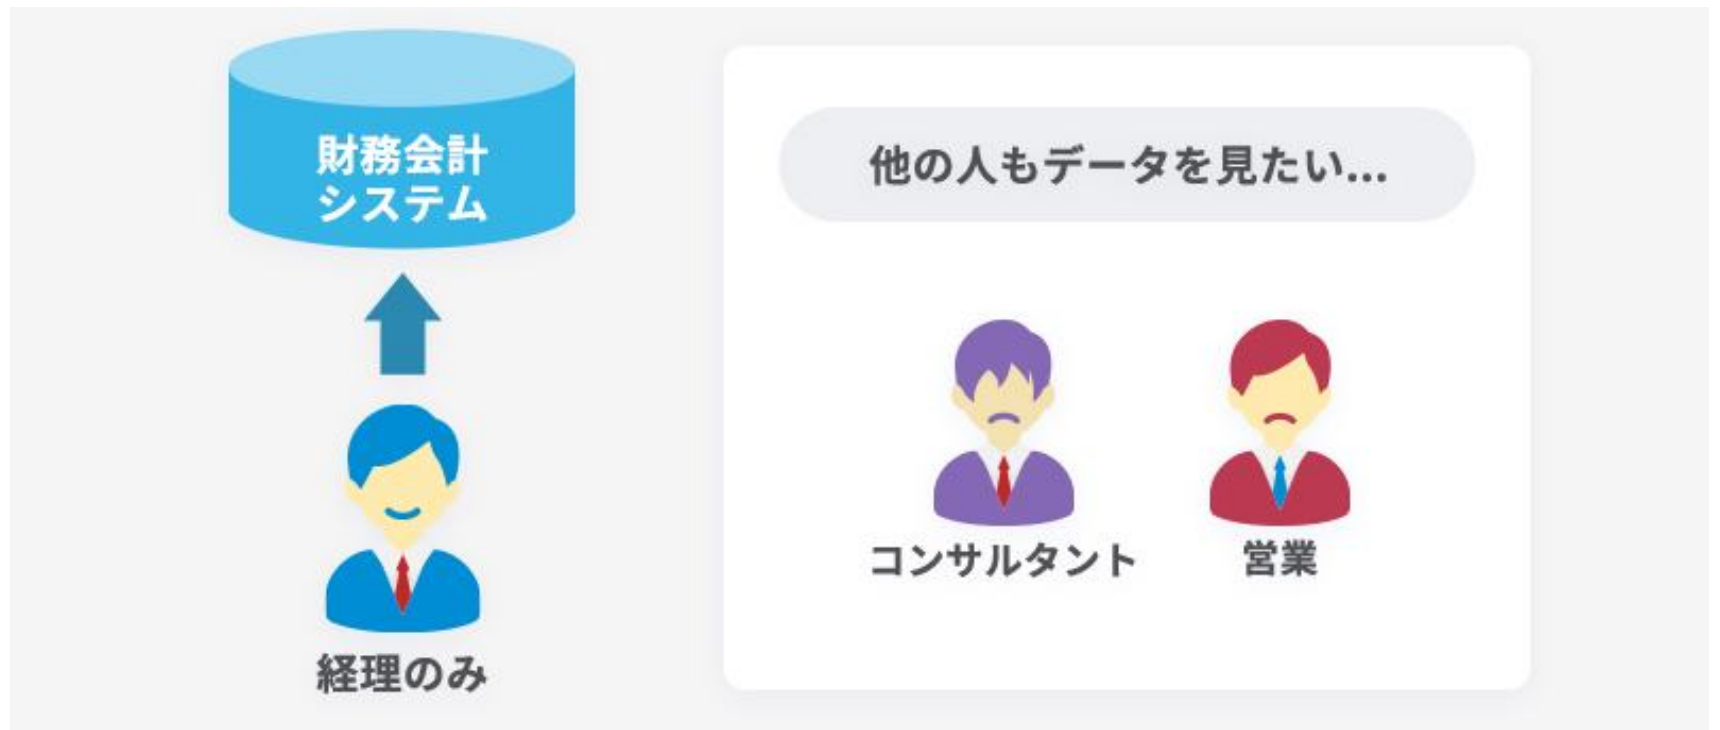 財務会計
システム
経理のみ
他の人もデータを見たい...
コンサルタント
営業